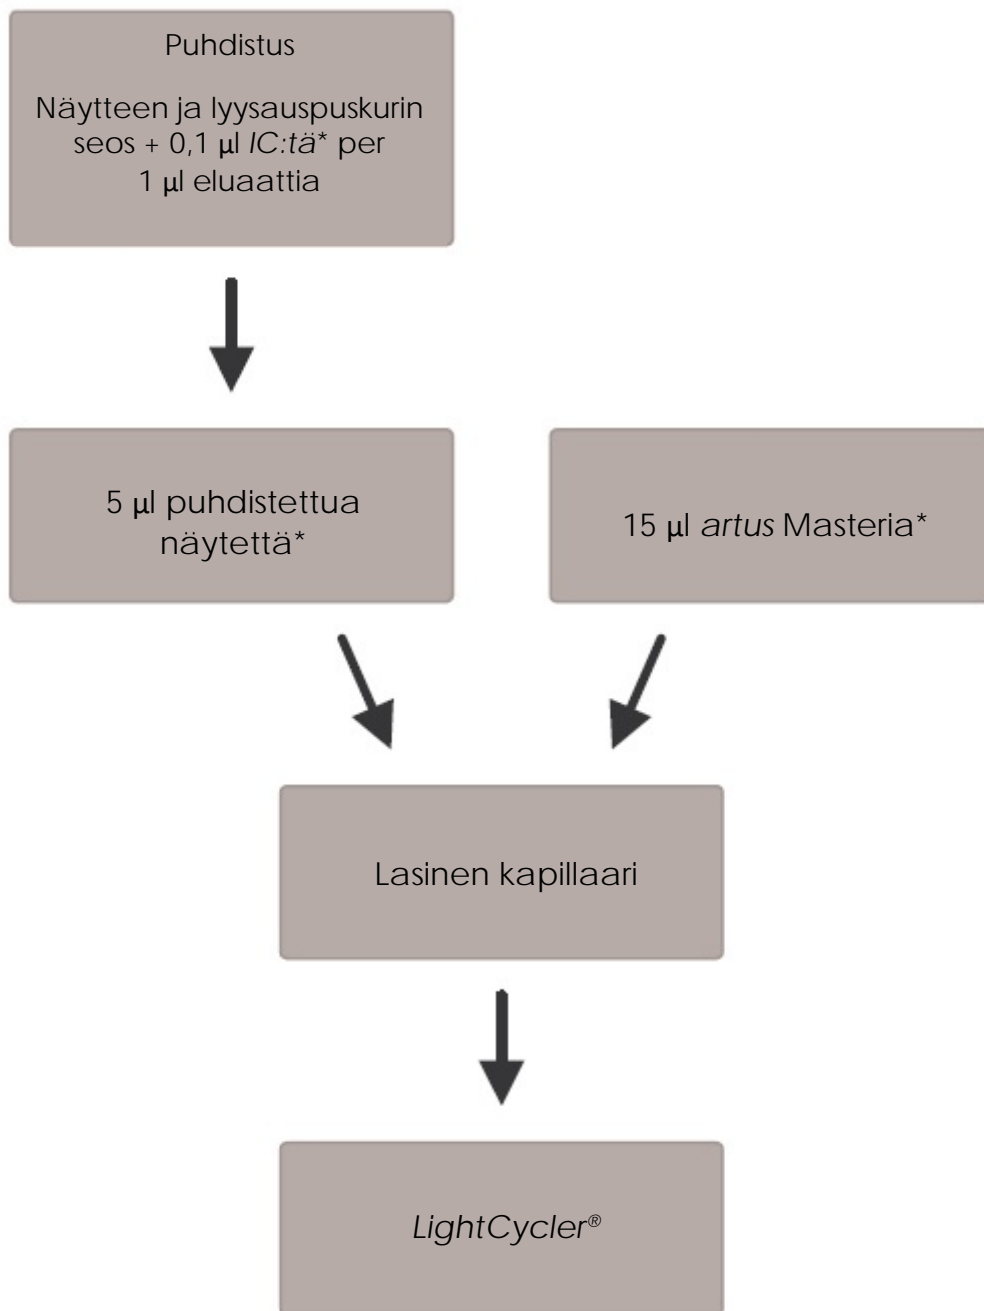 Puhdistus
Näytteen ja lyysauspuskurin
seos + 0,1 µl IC:tä* per
1 µl eluaattia
5 µl puhdistettua
näytettä*
15 µl artus Masteria*
Lasinen kapillaari
LightCycler®